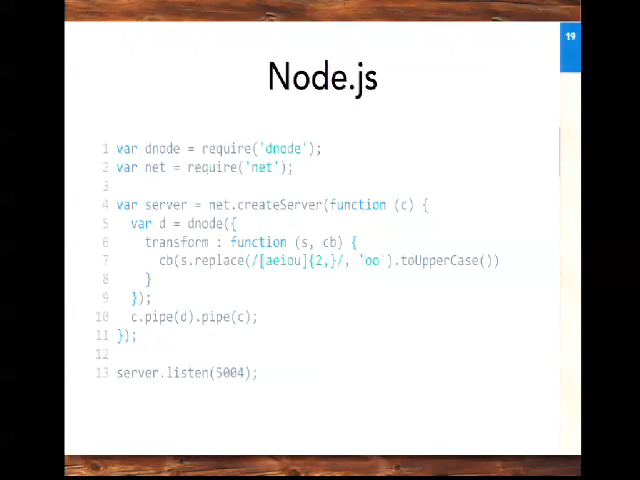 19
Node.js
1 var dnode = require('dnode');
2 var net = require('net');
3
4 var server = net.createServer(function (c) {
5   var d = dnode({
6     transform : function (s, cb) {
7       cb(s.replace(/[aeiou]{2,}/, 'oo').toUpperCase())
8     }
9   });
10   c.pipe(d).pipe(c);
11 });
12
13 server.listen(5004);